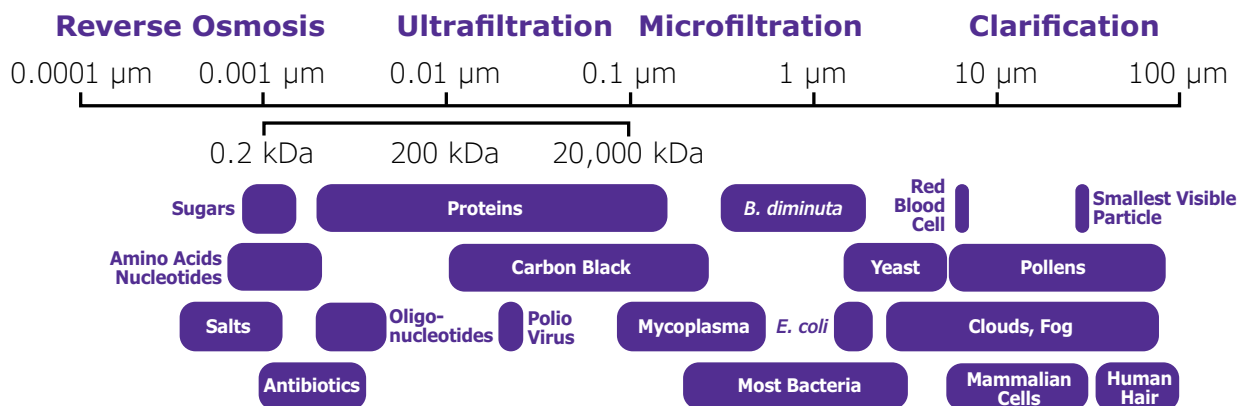 Reverse Osmosis Ultrafiltration Microfiltration Clarification
0.0001 µm 0.001 µm 0.01 µm 0.1 µm 1 µm 10 µm 100 µm
0.2 kDa 200 kDa 20,000 kDa
Sugars
Proteins
B. diminuta
Red
Blood
Cell
Smallest Visible
Particle
Amino Acids
Nucleotides
Carbon Black
Yeast
Pollens
Salts
Oligo-
nucleotides
Polio
Virus
Mycoplasma
E. coli
Clouds, Fog
Antibiotics
Most Bacteria
Mammalian
Cells
Human
Hair